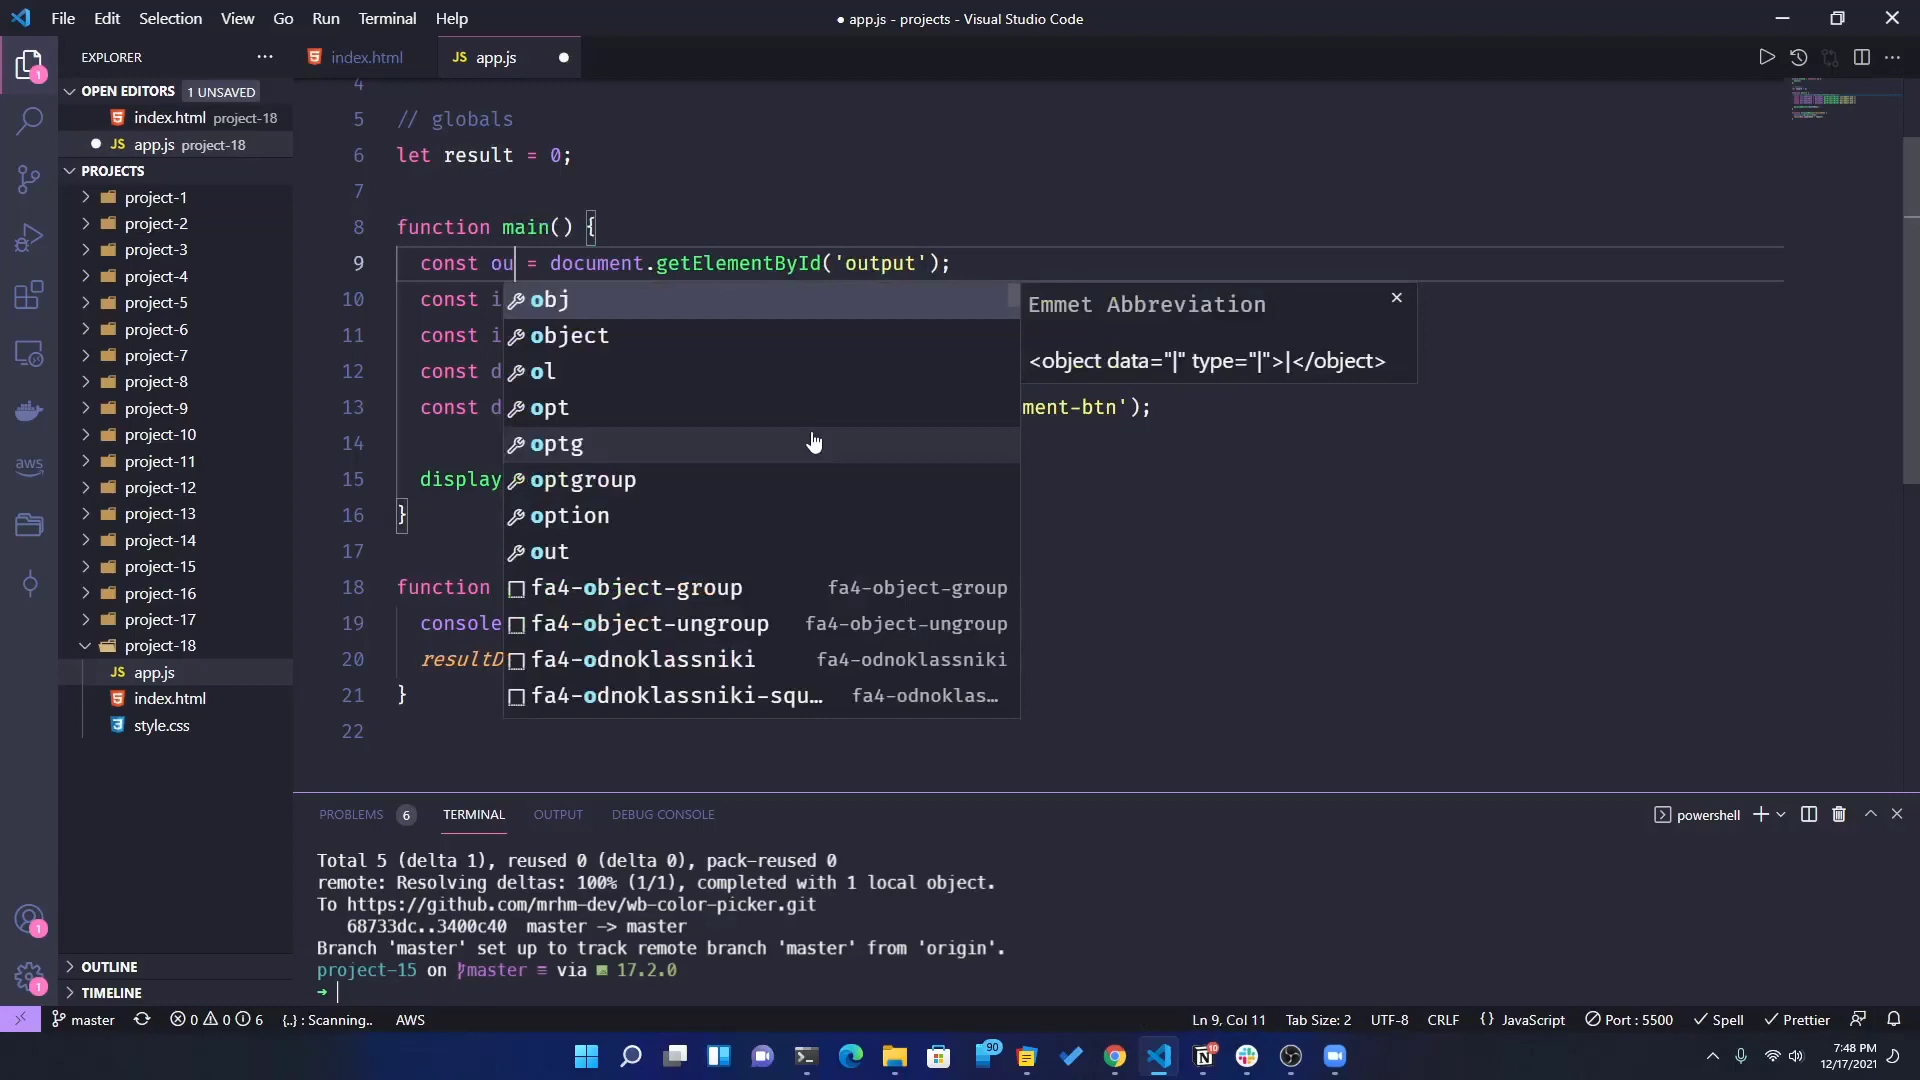 File Edit Selection View Go Run Terminal Help
● app.js - projects - Visual Studio Code
EXPLORER
index.html
JS app.js
OPEN EDITORS 1 UNSAVED
index.html project-18
JS app.js project-18
PROJECTS
project-1
project-2
project-3
project-4
project-5
project-6
project-7
project-8
project-9
project-10
project-11
project-12
project-13
project-14
project-15
project-16
project-17
project-18
JS app.js
index.html
style.css
OUTLINE
TIMELINE
1
aws
1
1
4
5 // globals
6 let result = 0;
7
8 function main() {
9 const ou = document.getElementById('output');
10 const i
11 const i
12 const d
13 const d ment-btn');
14
15 display
16 }
17
18 function
19 console
20 resultD
21 }
22
obj
object
ol
opt
optg
optgroup
option
out
fa4-object-group fa4-object-group
fa4-object-ungroup fa4-object-ungroup
fa4-odnoklassniki fa4-odnoklassniki
fa4-odnoklassniki-squ… fa4-odnoklas…
Emmet Abbreviation
<object data="|" type="|">|</object>
PROBLEMS 6 TERMINAL OUTPUT DEBUG CONSOLE
powershell
Total 5 (delta 1), reused 0 (delta 0), pack-reused 0
remote: Resolving deltas: 100% (1/1), completed with 1 local object.
To https://github.com/mrhm-dev/wb-color-picker.git
68733dc..3400c40 master -> master
Branch 'master' set up to track remote branch 'master' from 'origin'.
project-15 on master ≡ via 17.2.0
➜
master 0 0 6 {..} : Scanning.. AWS
Ln 9, Col 11 Tab Size: 2 UTF-8 CRLF {} JavaScript Port : 5500 Spell Prettier
90
10
7:48 PM
12/17/2021